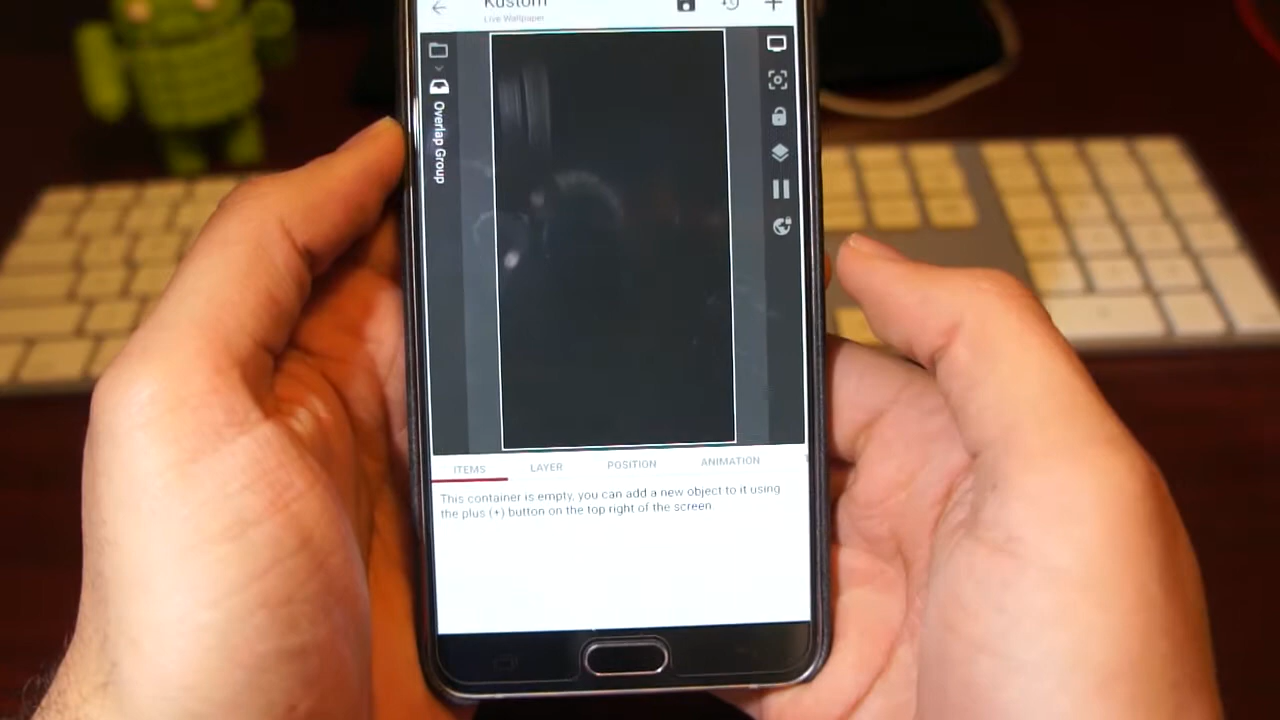 Kustom
Live Wallpaper
Overlap Group
ITEMS LAYER POSITION ANIMATION
This container is empty, you can add a new object to it using
the plus (+) button on the top right of the screen